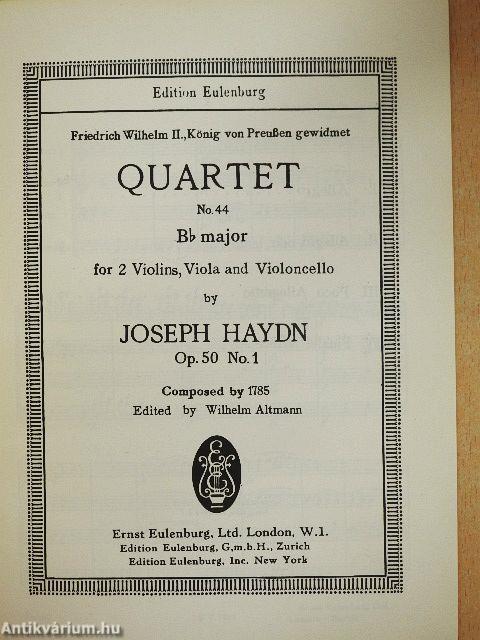 Edition Eulenburg
Friedrich Wilhelm II., König von Preußen gewidmet
QUARTET
No. 44
B♭ major
for 2 Violins, Viola and Violoncello
by
JOSEPH HAYDN
Op. 50 No. 1
Composed by 1785
Edited by Wilhelm Altmann
Ernst Eulenburg, Ltd. London, W.1.
Edition Eulenburg, G.m.b.H., Zurich
Edition Eulenburg, Inc. New York
Antikvárium.hu